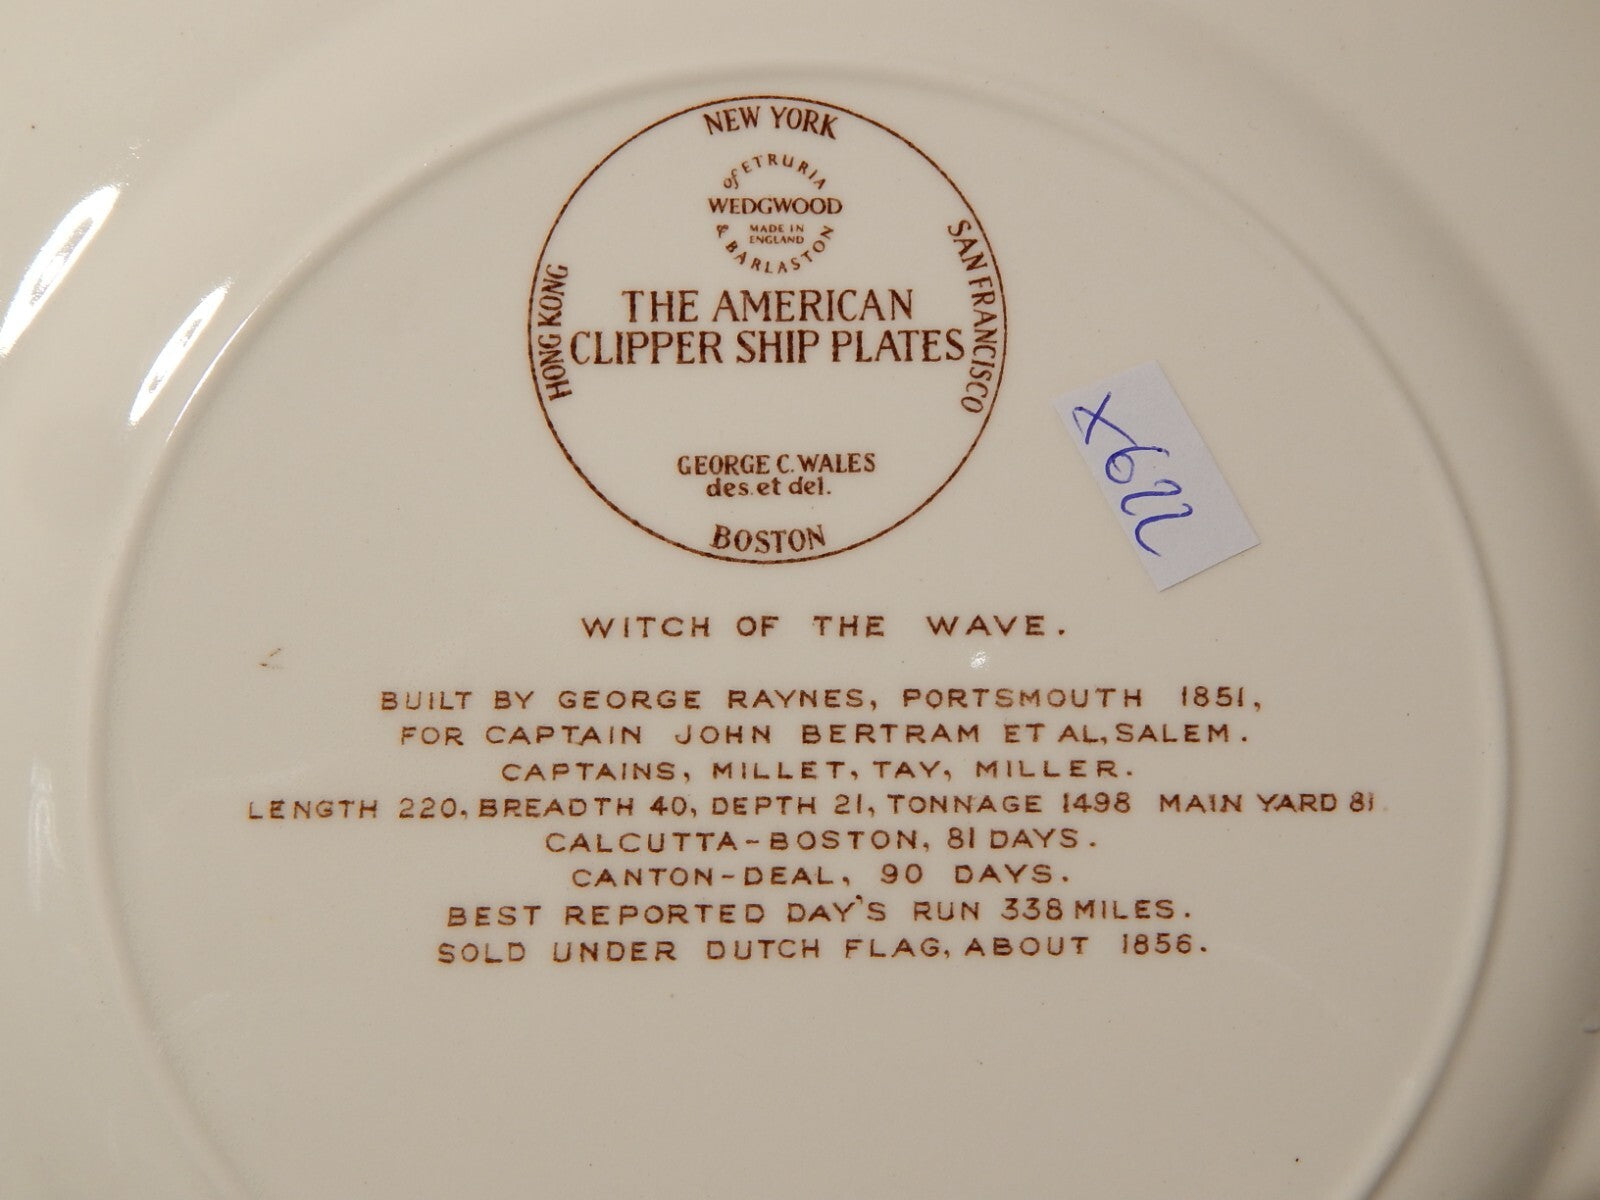 NEW YORK
of ETRURIA
WEDGWOOD
MADE IN
ENGLAND
& BARLASTON
HONG KONG
SAN FRANCISCO
THE AMERICAN
CLIPPER SHIP PLATES
GEORGE C. WALES
des. et del.
BOSTON
x622
WITCH OF THE WAVE.
BUILT BY GEORGE RAYNES, PORTSMOUTH 1851,
FOR CAPTAIN JOHN BERTRAM ET AL, SALEM.
CAPTAINS, MILLET, TAY, MILLER.
LENGTH 220, BREADTH 40, DEPTH 21, TONNAGE 1498 MAIN YARD 81.
CALCUTTA-BOSTON, 81 DAYS.
CANTON-DEAL, 90 DAYS.
BEST REPORTED DAY'S RUN 338 MILES.
SOLD UNDER DUTCH FLAG, ABOUT 1856.